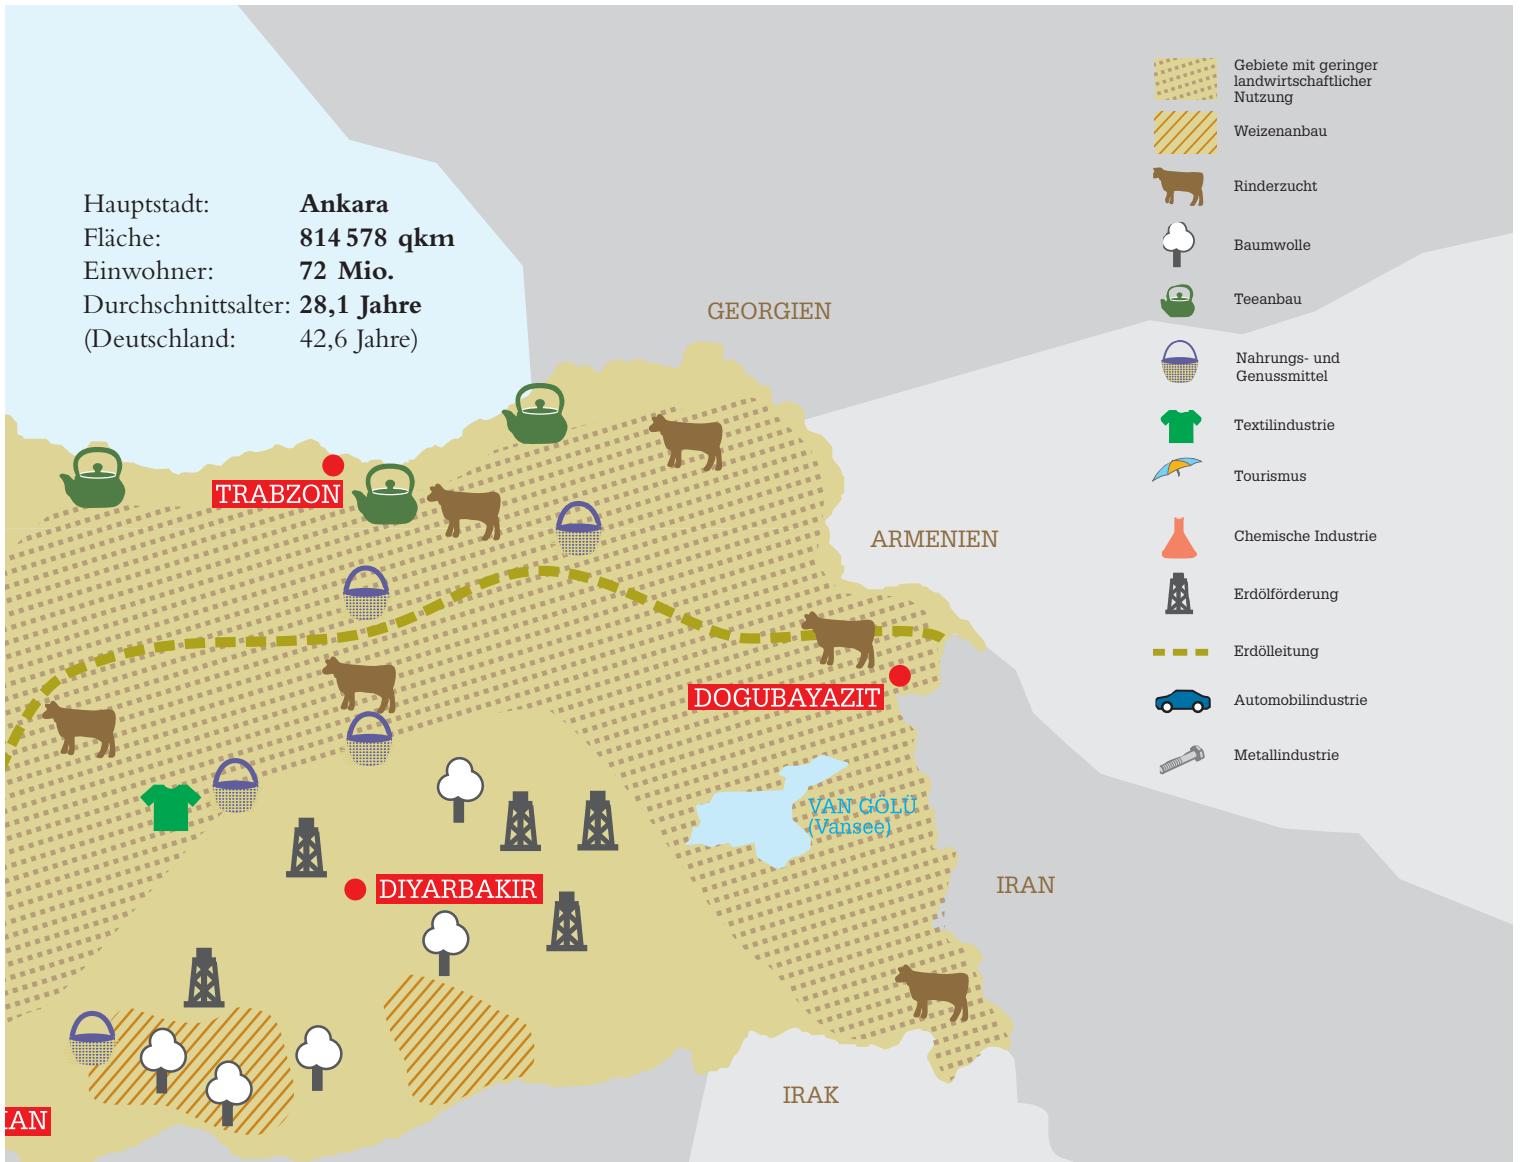 Hauptstadt: Ankara
Fläche: 814 578 qkm
Einwohner: 72 Mio.
Durchschnittsalter: 28,1 Jahre
(Deutschland: 42,6 Jahre)
GEORGIEN
TRABZON
ARMENIEN
DOGUBAYAZIT
VAN GÖLÜ
(Vansee)
IRAN
DIYARBAKIR
IRAK
Gebiete mit geringer
landwirtschaftlicher
Nutzung
Weizenanbau
Rinderzucht
Baumwolle
Teeanbau
Nahrungs- und
Genussmittel
Textilindustrie
Tourismus
Chemische Industrie
Erdölförderung
Erdölleitung
Automobilindustrie
Metallindustrie